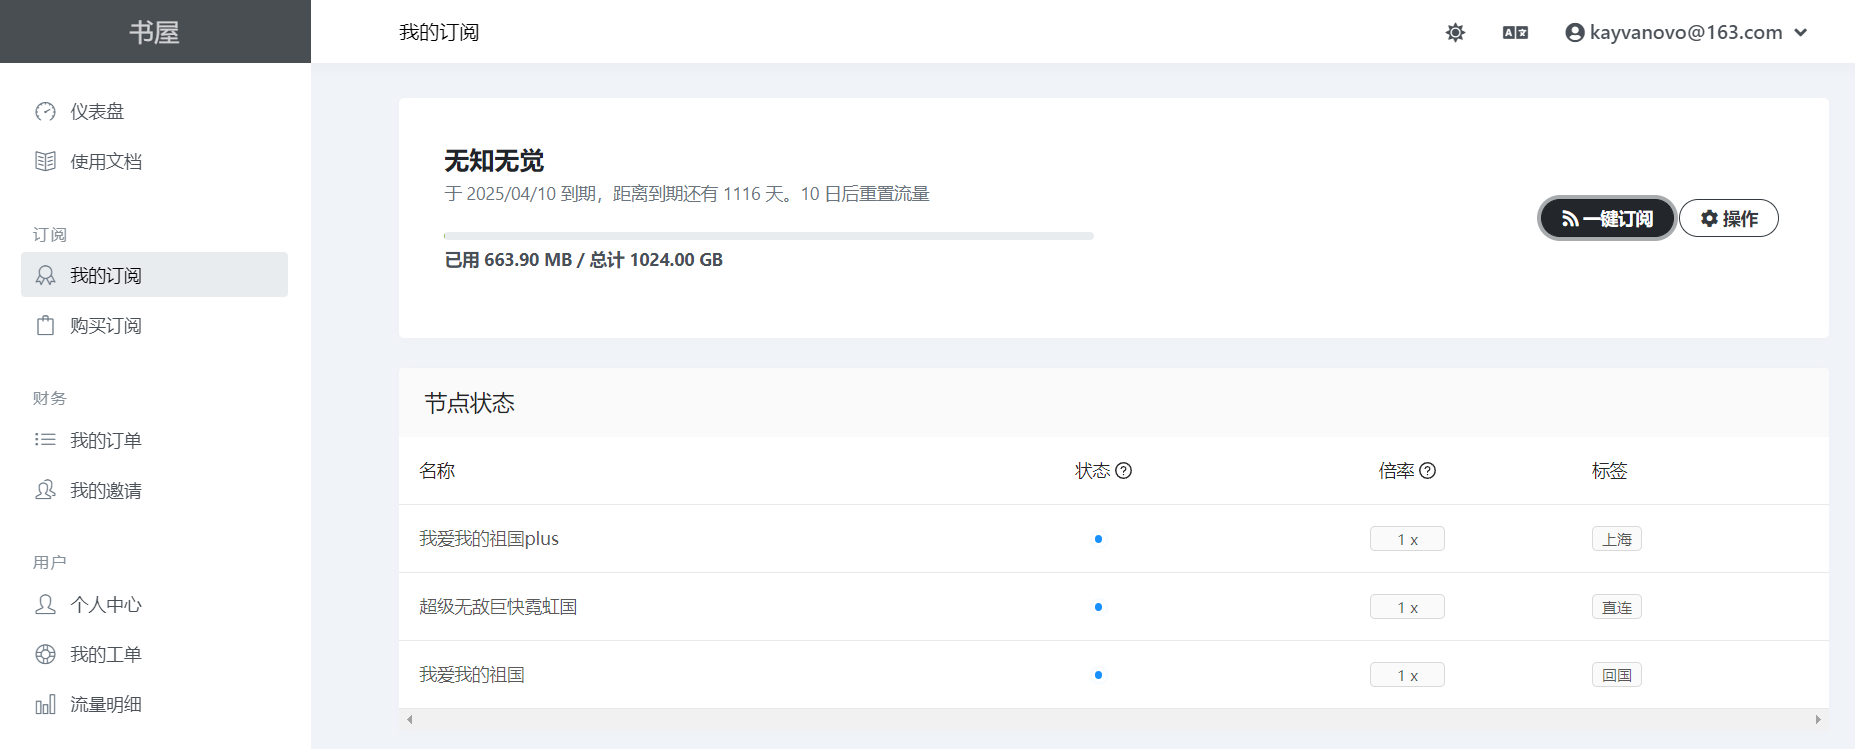 书屋
我的订阅
kayvanovo@163.com
仪表盘
使用文档
订阅
我的订阅
购买订阅
财务
我的订单
我的邀请
用户
个人中心
我的工单
流量明细
无知无觉
于 2025/04/10 到期，距离到期还有 1116 天。10 日后重置流量
已用 663.90 MB / 总计 1024.00 GB
一键订阅 操作
节点状态
名称 状态 倍率 标签
我爱我的祖国plus 1 x 上海
超级无敌巨快霓虹国 1 x 直连
我爱我的祖国 1 x 回国